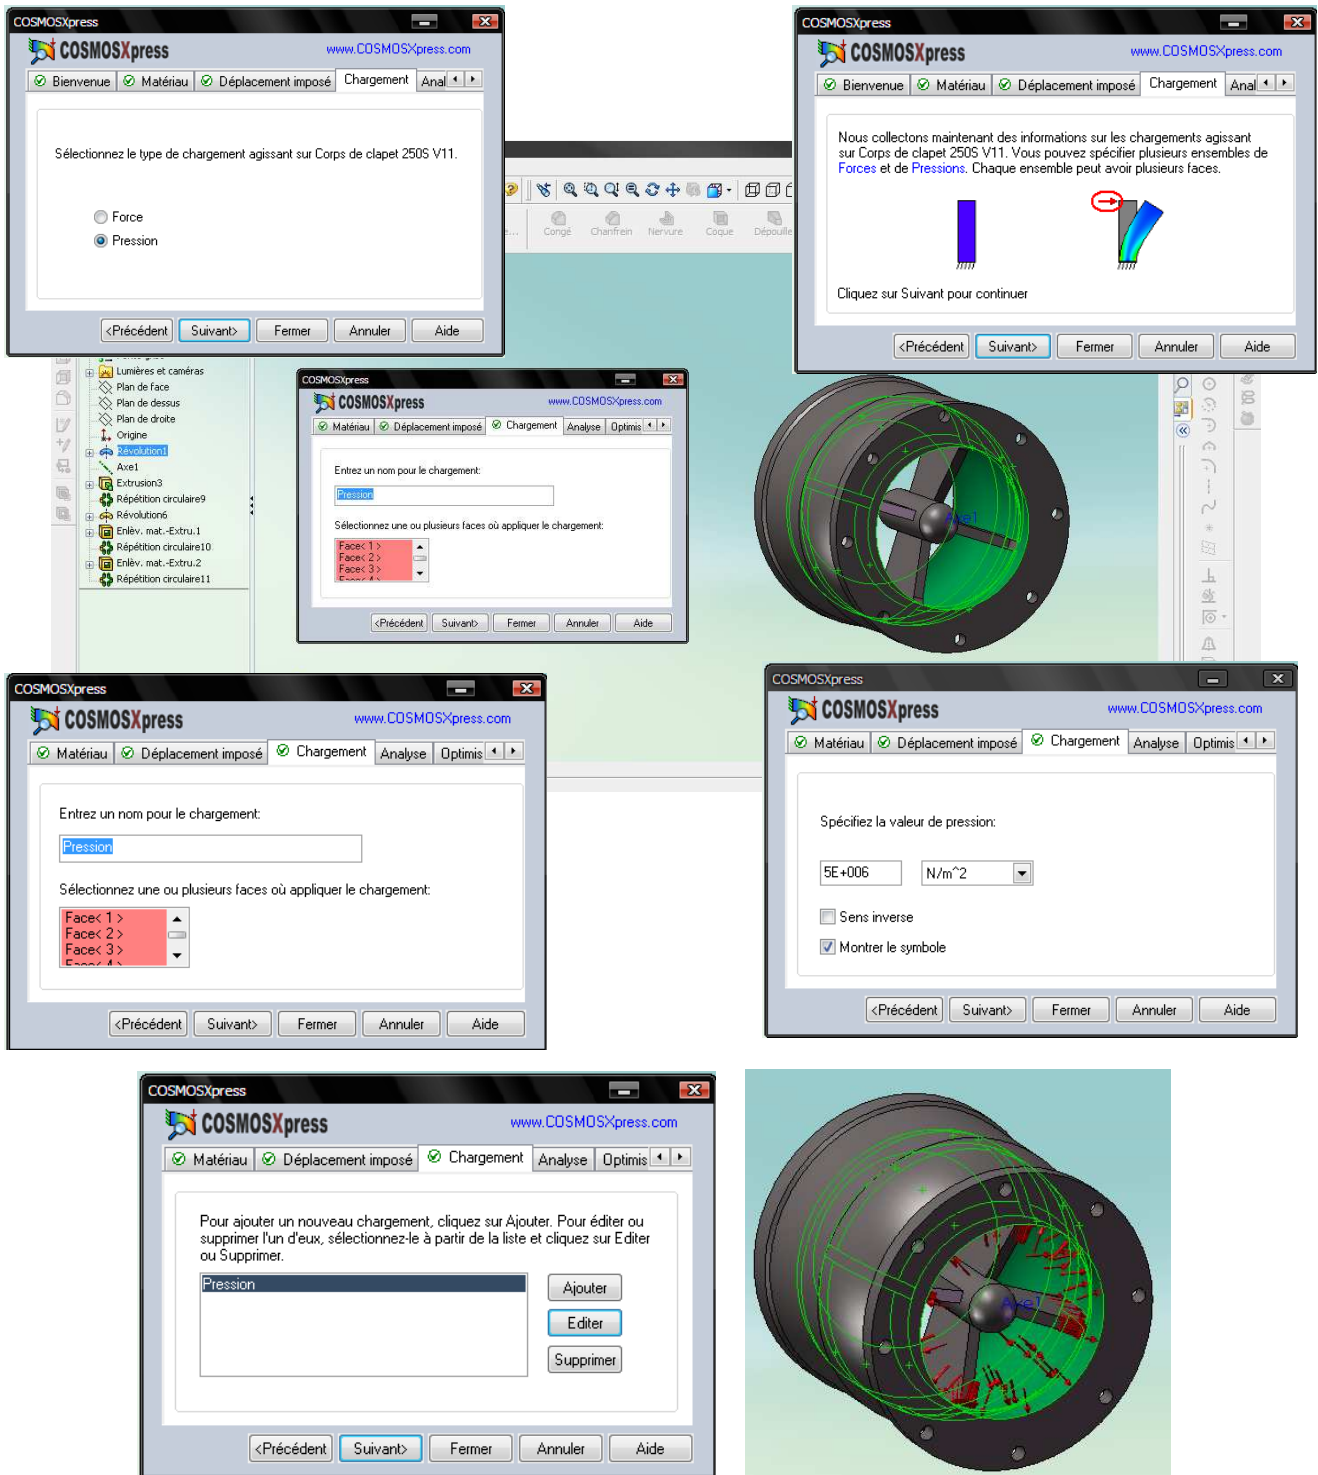 COSMOSXpress
COSMOSXpress
www.COSMOSXpress.com
Bienvenue Matériau Déplacement imposé Chargement Anal
Sélectionnez le type de chargement agissant sur Corps de clapet 250S V11.
Force
Pression
<Précédent Suivant> Fermer Annuler Aide
COSMOSXpress
COSMOSXpress
www.COSMOSXpress.com
Bienvenue Matériau Déplacement imposé Chargement Anal
Nous collectons maintenant des informations sur les chargements agissant
sur Corps de clapet 250S V11. Vous pouvez spécifier plusieurs ensembles de
Forces et de Pressions. Chaque ensemble peut avoir plusieurs faces.
Cliquez sur Suivant pour continuer
<Précédent Suivant> Fermer Annuler Aide
Congé Chanfrein Nervure Coque Dépouille
Lumières et caméras
Plan de face
Plan de dessus
Plan de droite
Origine
Révolution1
Axe1
Extrusion3
Répétition circulaire9
Révolution6
Enlèv. mat.-Extru.1
Répétition circulaire10
Enlèv. mat.-Extru.2
Répétition circulaire11
COSMOSXpress
COSMOSXpress
www.COSMOSXpress.com
Matériau Déplacement imposé Chargement Analyse Optimis
Entrez un nom pour le chargement:
Pression
Sélectionnez une ou plusieurs faces où appliquer le chargement:
Face< 1 >
Face< 2 >
Face< 3 >
Face< 4 >
<Précédent Suivant> Fermer Annuler Aide
Axe1
COSMOSXpress
COSMOSXpress
www.COSMOSXpress.com
Matériau Déplacement imposé Chargement Analyse Optimis
Entrez un nom pour le chargement:
Pression
Sélectionnez une ou plusieurs faces où appliquer le chargement:
Face< 1 >
Face< 2 >
Face< 3 >
Face< 4 >
<Précédent Suivant> Fermer Annuler Aide
COSMOSXpress
COSMOSXpress
www.COSMOSXpress.com
Matériau Déplacement imposé Chargement Analyse Optimis
Spécifiez la valeur de pression:
5E+006 N/m^2
Sens inverse
Montrer le symbole
<Précédent Suivant> Fermer Annuler Aide
COSMOSXpress
COSMOSXpress
www.COSMOSXpress.com
Matériau Déplacement imposé Chargement Analyse Optimis
Pour ajouter un nouveau chargement, cliquez sur Ajouter. Pour éditer ou
supprimer l'un d'eux, sélectionnez-le à partir de la liste et cliquez sur Editer
ou Supprimer.
Pression
Ajouter
Editer
Supprimer
<Précédent Suivant> Fermer Annuler Aide
Axe1